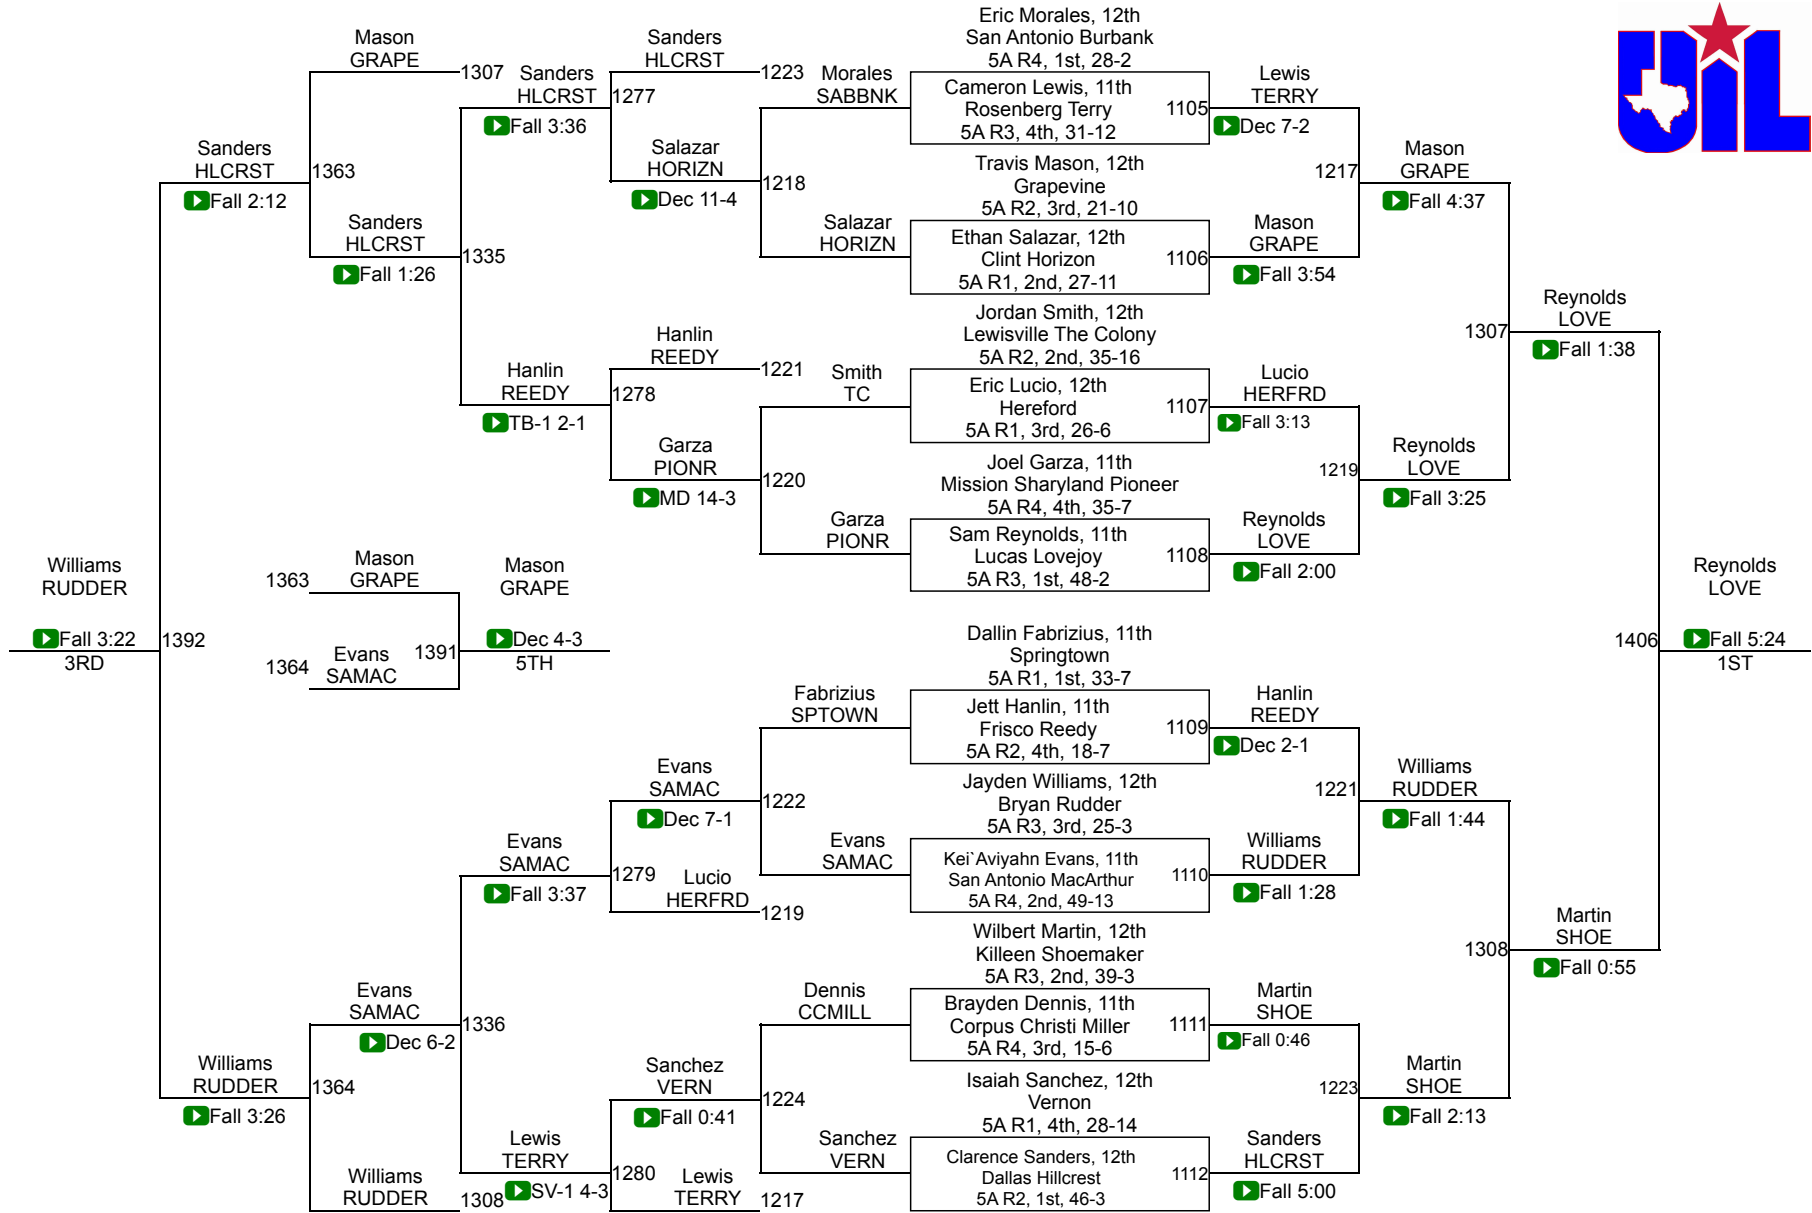 UIL
Eric Morales, 12th
San Antonio Burbank
5A R4, 1st, 28-2
Cameron Lewis, 11th
Rosenberg Terry
5A R3, 4th, 31-12
1105
Travis Mason, 12th
Grapevine
5A R2, 3rd, 21-10
Ethan Salazar, 12th
Clint Horizon
5A R1, 2nd, 27-11
1106
Jordan Smith, 12th
Lewisville The Colony
5A R2, 2nd, 35-16
Eric Lucio, 12th
Hereford
5A R1, 3rd, 26-6
1107
Joel Garza, 11th
Mission Sharyland Pioneer
5A R4, 4th, 35-7
Sam Reynolds, 11th
Lucas Lovejoy
5A R3, 1st, 48-2
1108
Dallin Fabrizius, 11th
Springtown
5A R1, 1st, 33-7
Jett Hanlin, 11th
Frisco Reedy
5A R2, 4th, 18-7
1109
Jayden Williams, 12th
Bryan Rudder
5A R3, 3rd, 25-3
Kei`Aviyahn Evans, 11th
San Antonio MacArthur
5A R4, 2nd, 49-13
1110
Wilbert Martin, 12th
Killeen Shoemaker
5A R3, 2nd, 39-3
Brayden Dennis, 11th
Corpus Christi Miller
5A R4, 3rd, 15-6
1111
Isaiah Sanchez, 12th
Vernon
5A R1, 4th, 28-14
Clarence Sanders, 12th
Dallas Hillcrest
5A R2, 1st, 46-3
1112
Lewis
TERRY
Dec 7-2
1217
Mason
GRAPE
Fall 3:54
Lucio
HERFRD
Fall 3:13
1219
Reynolds
LOVE
Fall 2:00
Hanlin
REEDY
Dec 2-1
1221
Williams
RUDDER
Fall 1:28
Martin
SHOE
Fall 0:46
1223
Sanders
HLCRST
Fall 5:00
Mason
GRAPE
Fall 4:37
1307
Reynolds
LOVE
Fall 3:25
Williams
RUDDER
Fall 1:44
1308
Martin
SHOE
Fall 2:13
Reynolds
LOVE
Fall 1:38
1406
Martin
SHOE
Fall 0:55
Reynolds
LOVE
Fall 5:24
1ST
Morales
SABBNK
1218
Salazar
HORIZN
Smith
TC
1220
Garza
PIONR
Fabrizius
SPTOWN
1222
Evans
SAMAC
Dennis
CCMILL
1224
Sanchez
VERN
Sanders
HLCRST
1223
1277
Salazar
HORIZN
Dec 11-4
Hanlin
REEDY
1221
1278
Garza
PIONR
MD 14-3
Evans
SAMAC
Dec 7-1
1279
Lucio
HERFRD
1219
Sanchez
VERN
Fall 0:41
1280
Lewis
TERRY
1217
Sanders
HLCRST
Fall 3:36
1335
Hanlin
REEDY
TB-1 2-1
Evans
SAMAC
Fall 3:37
1336
Lewis
TERRY
SV-1 4-3
Mason
GRAPE
1307
1363
Sanders
HLCRST
Fall 1:26
Evans
SAMAC
Dec 6-2
1364
Williams
RUDDER
1308
Sanders
HLCRST
Fall 2:12
1392
Williams
RUDDER
Fall 3:26
Williams
RUDDER
Fall 3:22
3RD
1363
Mason
GRAPE
1364
Evans
SAMAC
1391
Mason
GRAPE
Dec 4-3
5TH